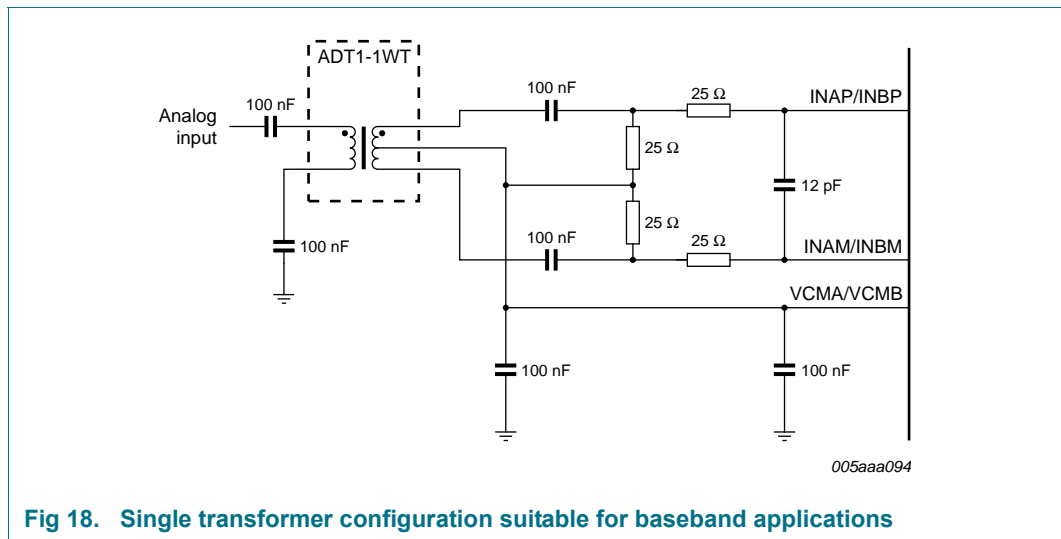 ADT1-1WT
100 nF
Analog
input
100 nF
100 nF
25 Ω
INAP/INBP
25 Ω
12 pF
25 Ω
100 nF
25 Ω
INAM/INBM
VCMA/VCMB
100 nF
100 nF
005aaa094
Fig 18. Single transformer configuration suitable for baseband applications